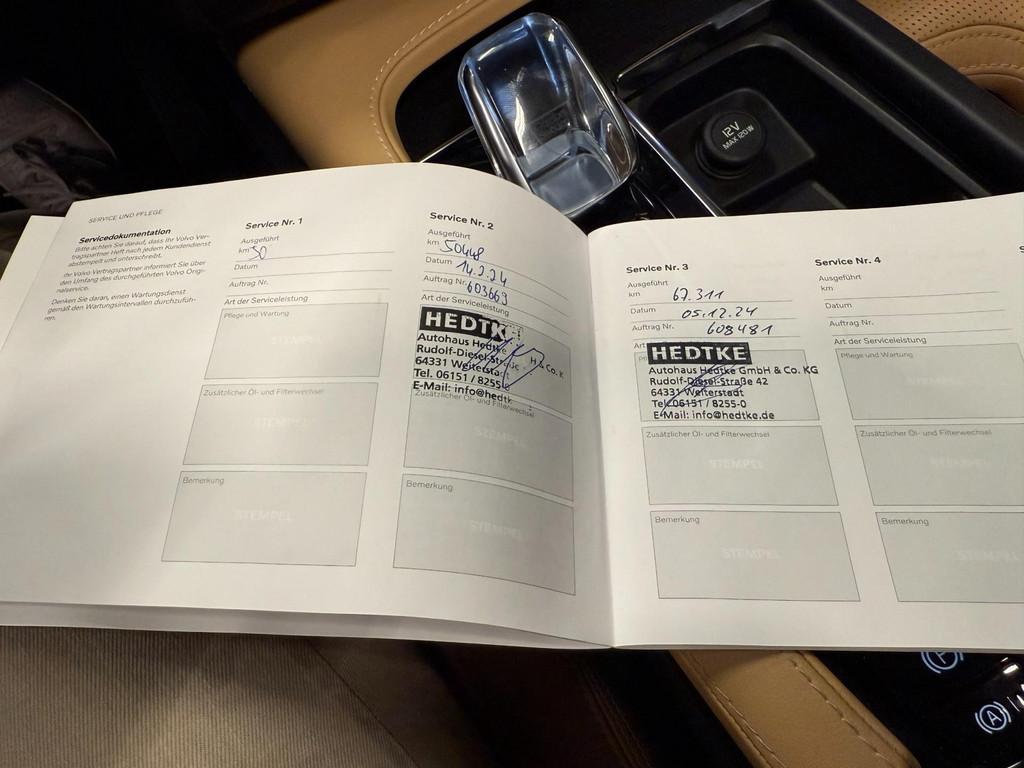 SERVICE UND PFLEGE
Servicedokumentation
Bitte achten Sie darauf, dass Ihr Volvo Ver-
tragspartner Heft nach jedem Kundendienst
abstempelt und unterschreibt.
Ihr Volvo Vertragspartner informiert Sie über
den Umfang des durchgeführten Volvo Origi-
nalservice.
Denken Sie daran, einen Wartungsdienst
gemäß den Wartungsintervallen durchzufüh-
ren.
Service Nr. 1
Ausgeführt
km 50
Datum
Auftrag Nr.
Art der Serviceleistung
Pflege und Wartung
STEMPEL
Zusätzlicher Öl- und Filterwechsel
STEMPEL
Bemerkung
STEMPEL
Service Nr. 2
Ausgeführt
km 50448
Datum 14.2.24
Auftrag Nr. 603669
Art der Serviceleistung
HEDTKE
Autohaus Hedtke H & Co. K
Rudolf-Diesel-Straße
64331 Weiterstadt
Tel. 06151 / 8255
E-Mail: info@hedtk
Zusätzlicher Öl- und Filterwechsel
STEMPEL
Bemerkung
STEMPEL
Service Nr. 3
Ausgeführt
km 67.311
Datum 05.12.24
Auftrag Nr. 608481
Art
HEDTKE
Autohaus Hedtke GmbH & Co. KG
Rudolf-Diesel-Straße 42
64331 Weiterstadt
Tel. 06151 / 8255-0
E-Mail: info@hedtke.de
Zusätzlicher Öl- und Filterwechsel
STEMPEL
Bemerkung
STEMPEL
Service Nr. 4
Ausgeführt
km
Datum
Auftrag Nr.
Art der Serviceleistung
Pflege und Wartung
STEMPEL
Zusätzlicher Öl- und Filterwechsel
STEMPEL
Bemerkung
STEMPEL
12V
MAX 120W
P
A